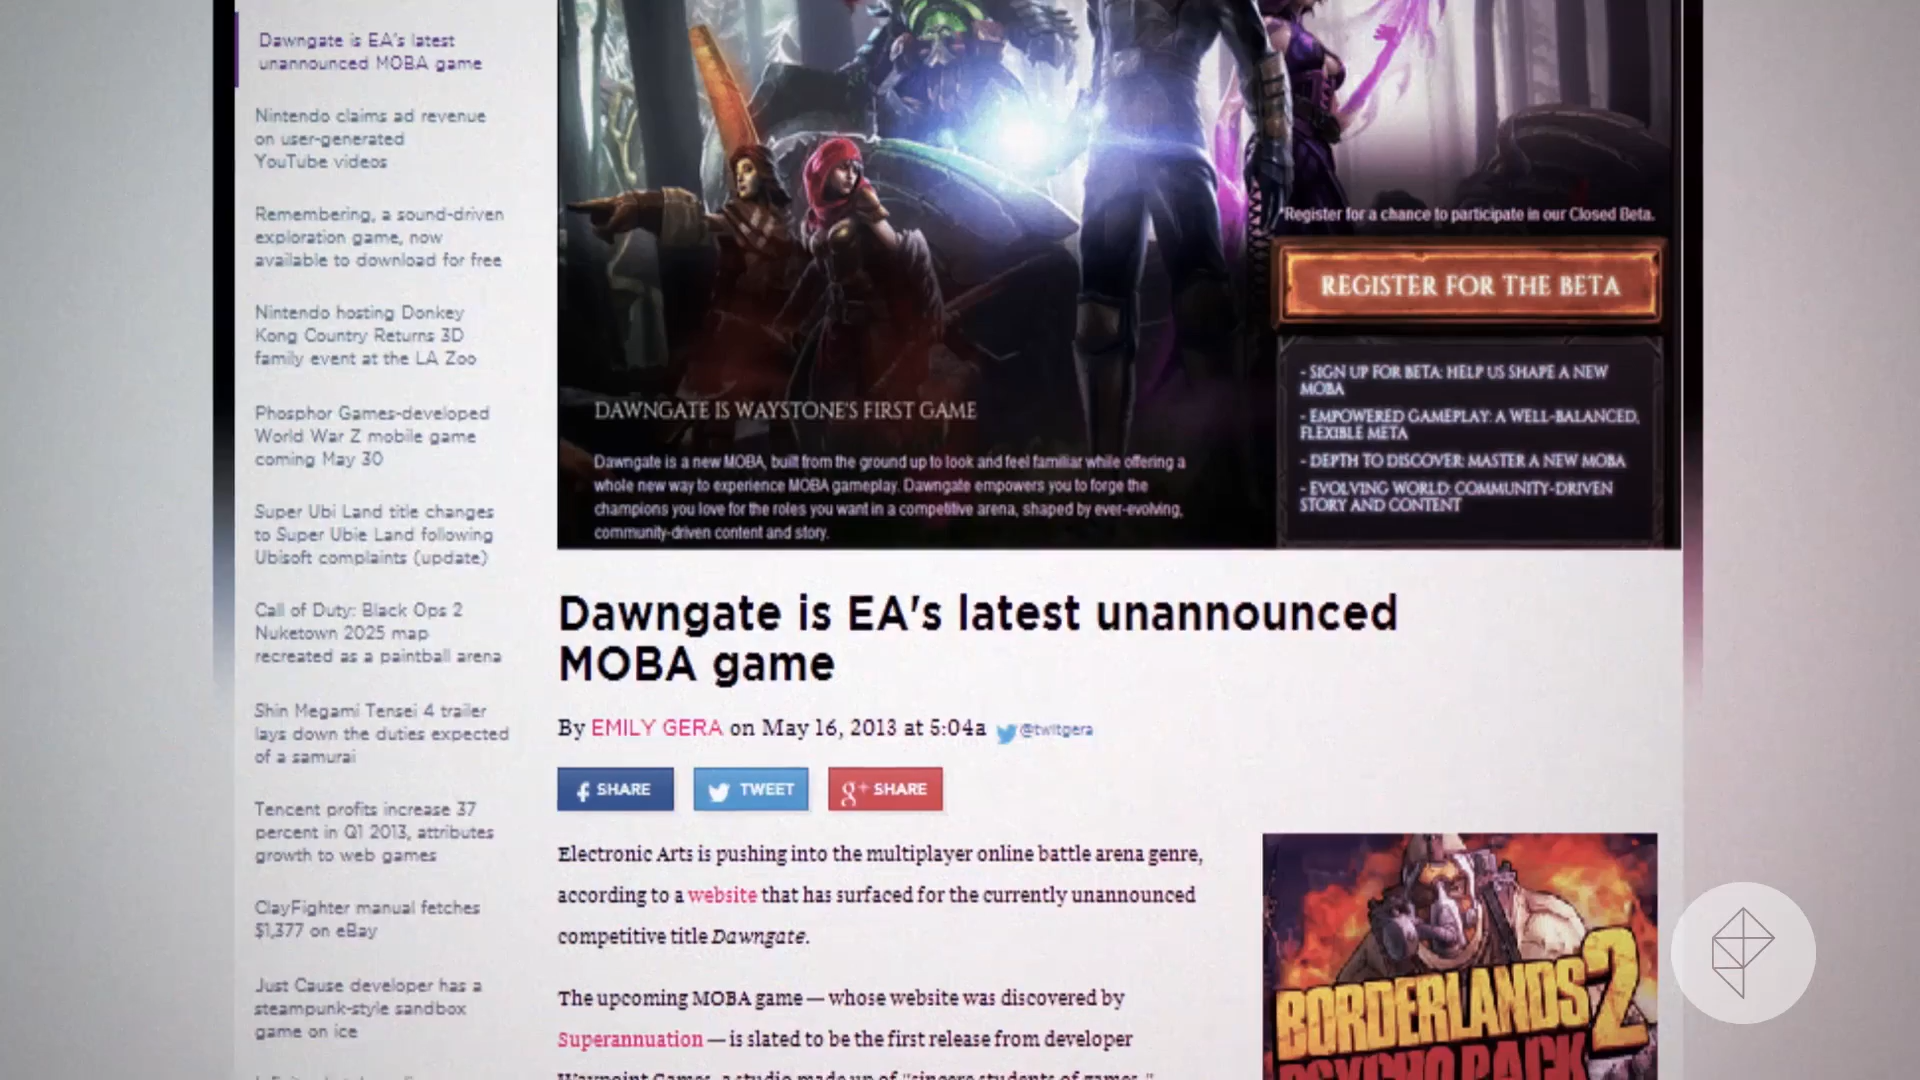 Dawngate is EA's latest
unannounced MOBA game
Nintendo claims ad revenue
on user-generated
YouTube videos
Remembering, a sound-driven
exploration game, now
available to download for free
Nintendo hosting Donkey
Kong Country Returns 3D
family event at the LA Zoo
Phosphor Games-developed
World War Z mobile game
coming May 30
Super Ubi Land title changes
to Super Ubie Land following
Ubisoft complaints (update)
Call of Duty: Black Ops 2
Nuketown 2025 map
recreated as a paintball arena
Shin Megami Tensei 4 trailer
lays down the duties expected
of a samurai
Tencent profits increase 37
percent in Q1 2013, attributes
growth to web games
ClayFighter manual fetches
$1,377 on eBay
Just Cause developer has a
steampunk-style sandbox
game on ice
*Register for a chance to participate in our Closed Beta.
REGISTER FOR THE BETA
- SIGN UP FOR BETA: HELP US SHAPE A NEW
MOBA
- EMPOWERED GAMEPLAY: A WELL-BALANCED,
FLEXIBLE META
- DEPTH TO DISCOVER: MASTER A NEW MOBA
- EVOLVING WORLD: COMMUNITY-DRIVEN
STORY AND CONTENT
DAWNGATE IS WAYSTONE'S FIRST GAME
Dawngate is a new MOBA, built from the ground up to look and feel familiar while offering a
whole new way to experience MOBA gameplay. Dawngate empowers you to forge the
champions you love for the roles you want in a competitive arena, shaped by ever-evolving,
community-driven content and story.
Dawngate is EA's latest unannounced
MOBA game
By EMILY GERA on May 16, 2013 at 5:04a @twitgera
SHARE TWEET g+ SHARE
Electronic Arts is pushing into the multiplayer online battle arena genre,
according to a website that has surfaced for the currently unannounced
competitive title Dawngate.
The upcoming MOBA game — whose website was discovered by
Superannuation — is slated to be the first release from developer
Waypoint Games, a studio made up of "sincere students of games."
BORDERLANDS 2
PSYCHO PACK